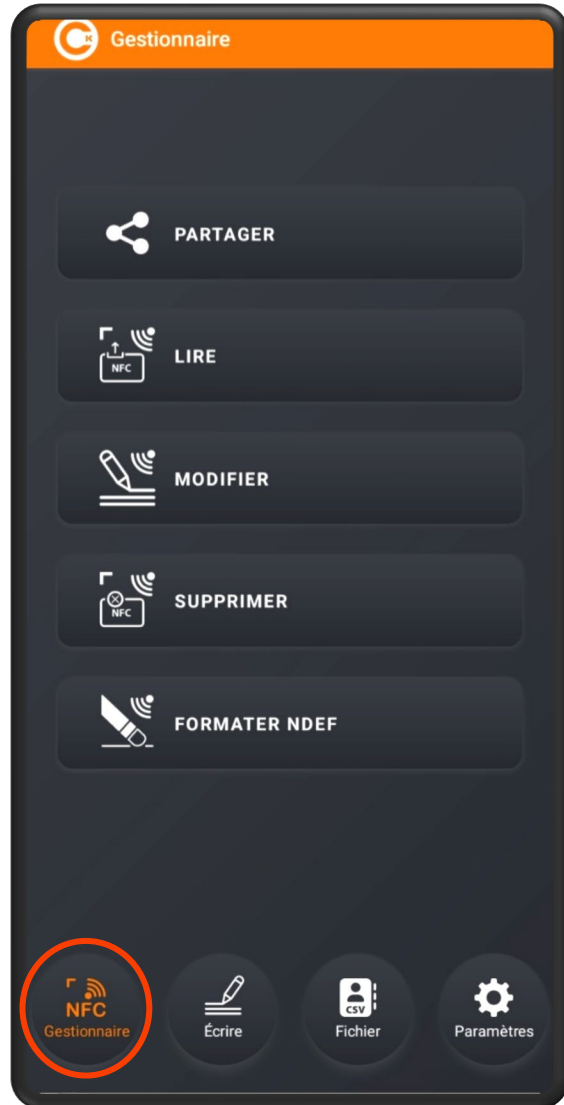 K
Gestionnaire
PARTAGER
NFC
LIRE
MODIFIER
NFC
SUPPRIMER
FORMATER NDEF
NFC
Gestionnaire
Écrire
CSV
Fichier
Paramètres